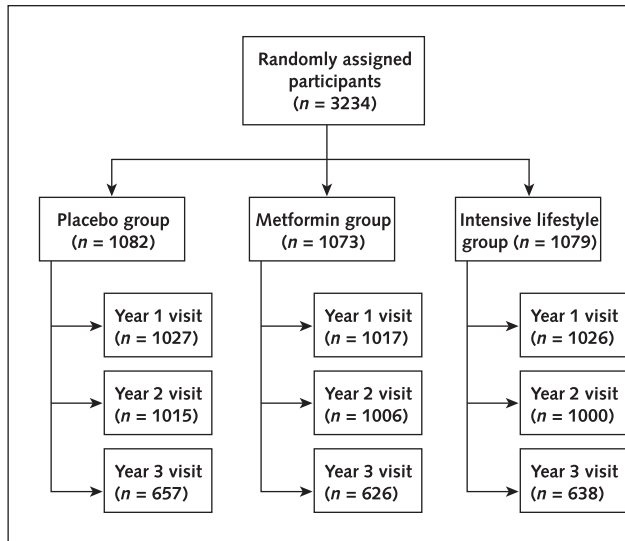 Randomly assigned
participants
(n = 3234)
Placebo group
(n = 1082)
Metformin group
(n = 1073)
Intensive lifestyle
group (n = 1079)
Year 1 visit
(n = 1027)
Year 1 visit
(n = 1017)
Year 1 visit
(n = 1026)
Year 2 visit
(n = 1015)
Year 2 visit
(n = 1006)
Year 2 visit
(n = 1000)
Year 3 visit
(n = 657)
Year 3 visit
(n = 626)
Year 3 visit
(n = 638)